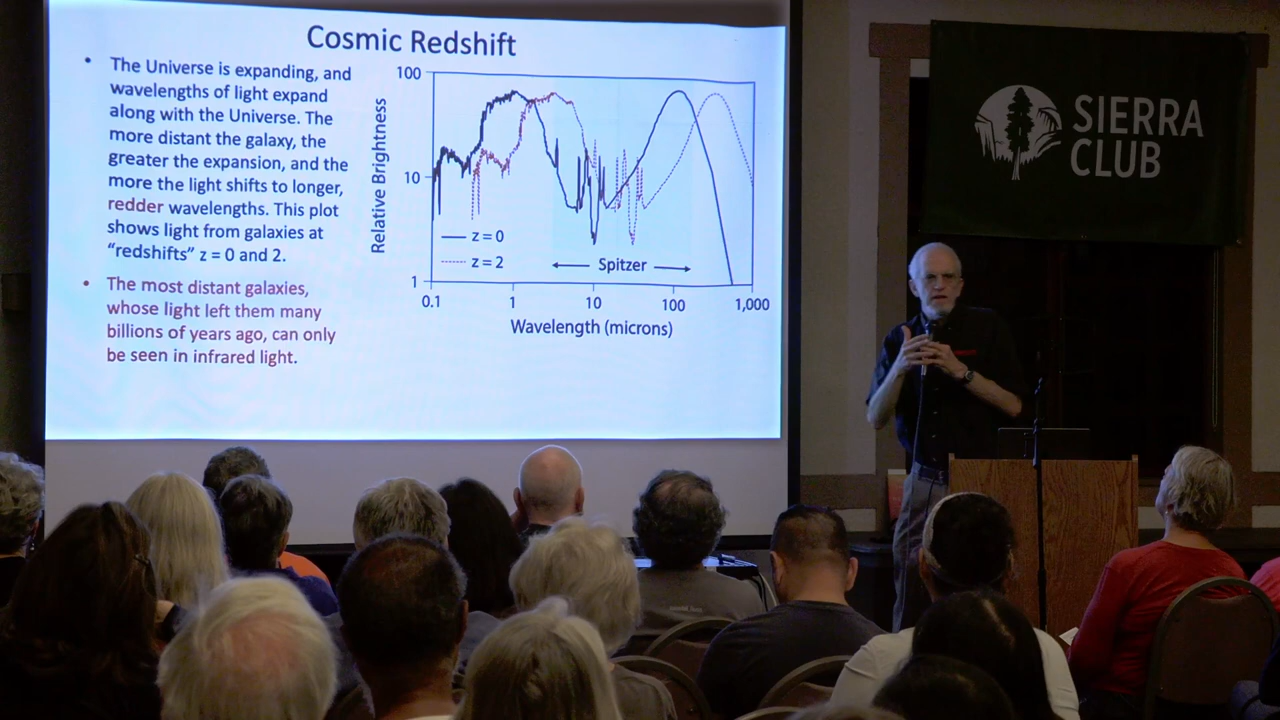 Cosmic Redshift
• The Universe is expanding, and
wavelengths of light expand
along with the Universe. The
more distant the galaxy, the
greater the expansion, and the
more the light shifts to longer,
redder wavelengths. This plot
shows light from galaxies at
“redshifts” z = 0 and 2.
• The most distant galaxies,
whose light left them many
billions of years ago, can only
be seen in infrared light.
Relative Brightness
100
10
1
z = 0
z = 2
Spitzer
0.1 1 10 100 1,000
Wavelength (microns)
SIERRA
CLUB